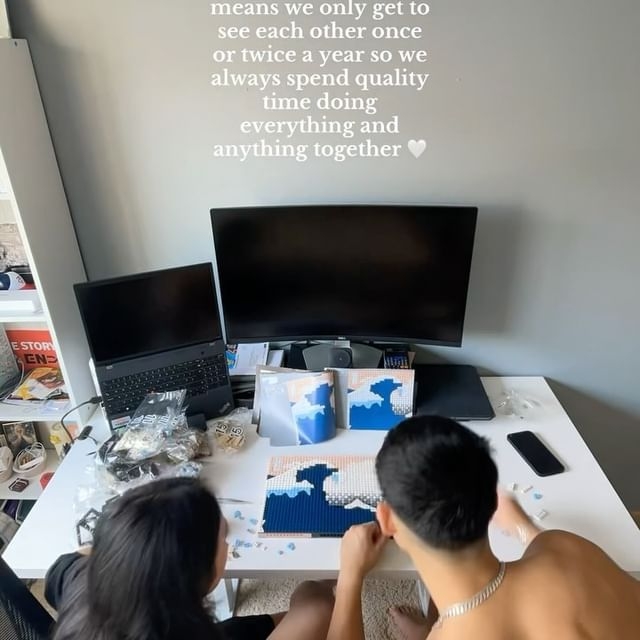 means we only get to
see each other once
or twice a year so we
always spend quality
time doing
everything and
anything together 🤍
E STORY
END